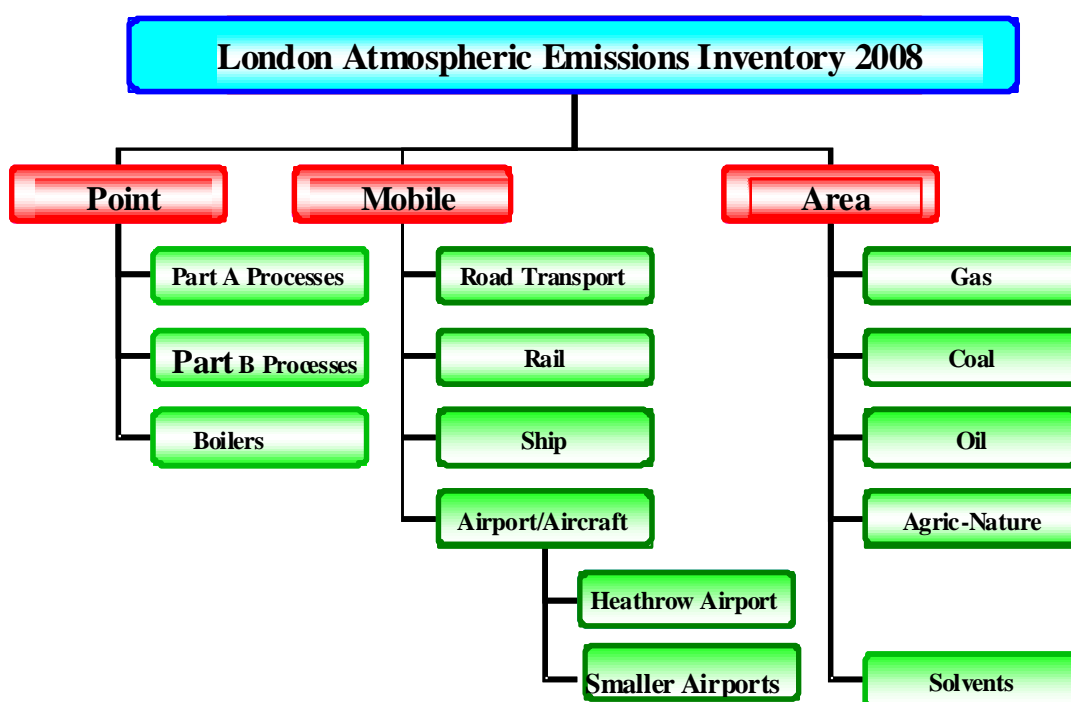 London Atmospheric Emissions Inventory 2008
Point
Mobile
Area
Part A Processes
Road Transport
Gas
Part B Processes
Rail
Coal
Boilers
Ship
Oil
Airport/Aircraft
Agric-Nature
Heathrow Airport
Smaller Airports
Solvents